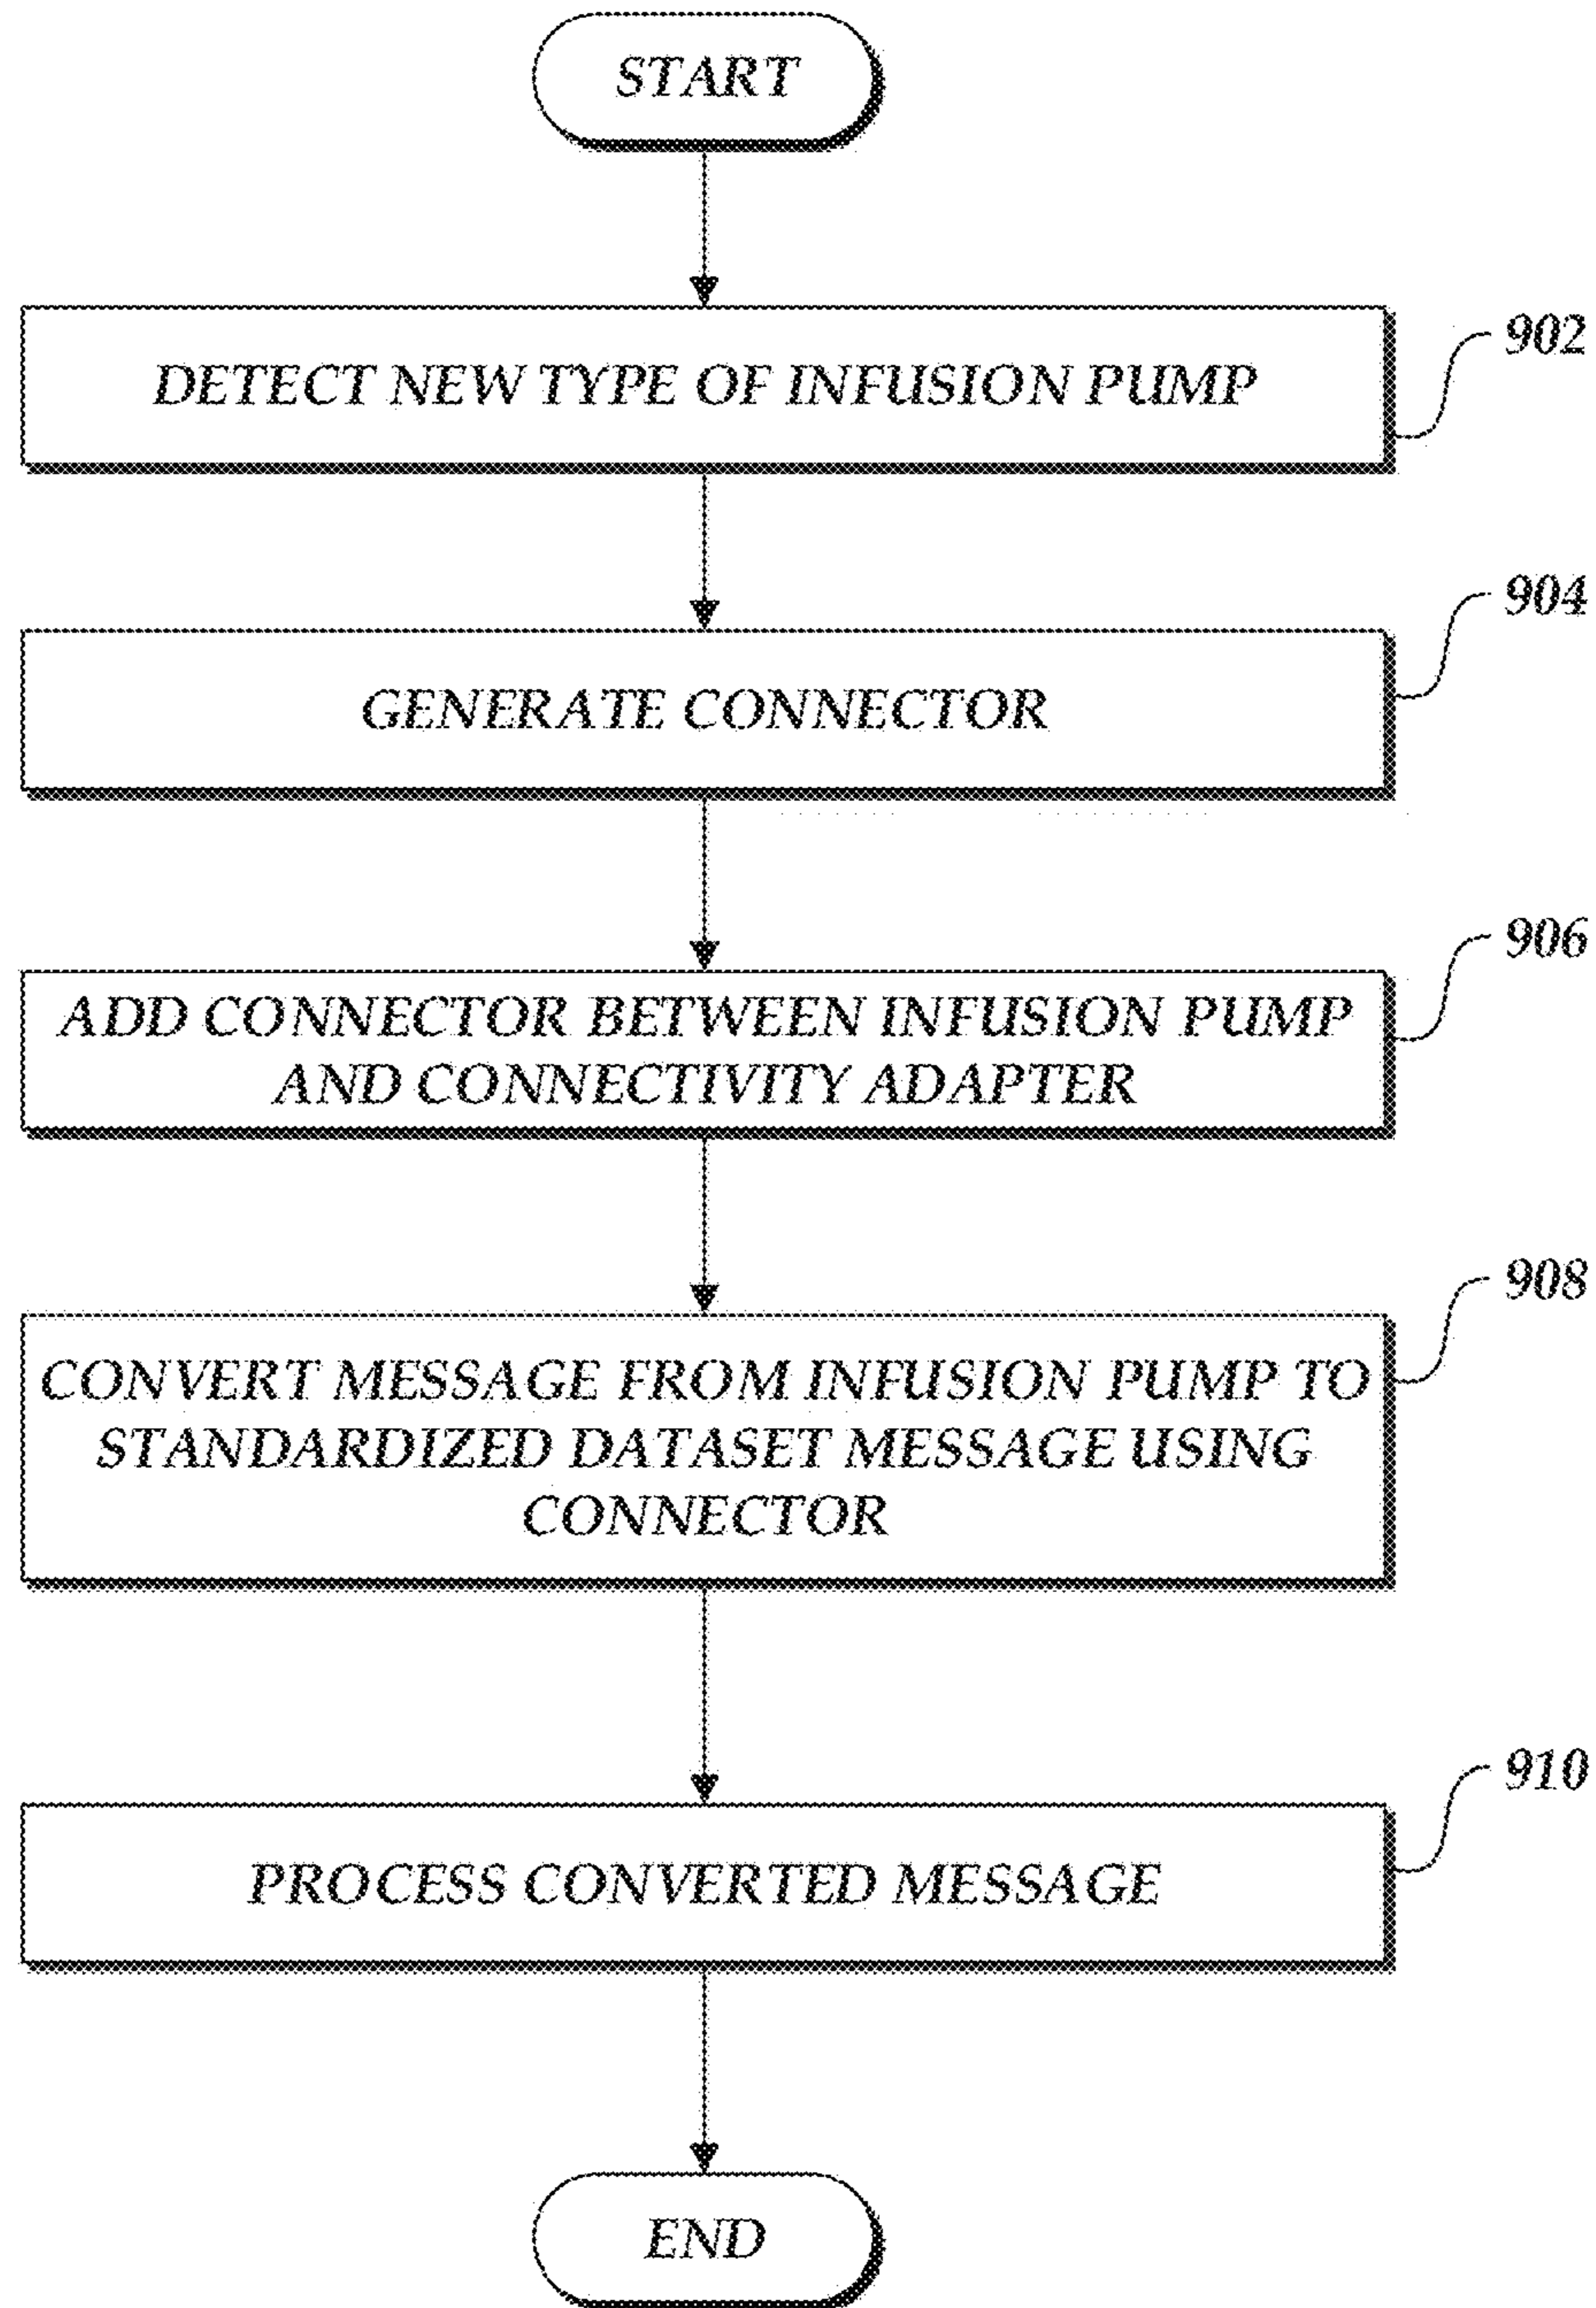 START
DETECT NEW TYPE OF INFUSION PUMP
902
GENERATE CONNECTOR
904
ADD CONNECTOR BETWEEN INFUSION PUMP
AND CONNECTIVITY ADAPTER
906
CONVERT MESSAGE FROM INFUSION PUMP TO
STANDARDIZED DATASET MESSAGE USING
CONNECTOR
908
PROCESS CONVERTED MESSAGE
910
END